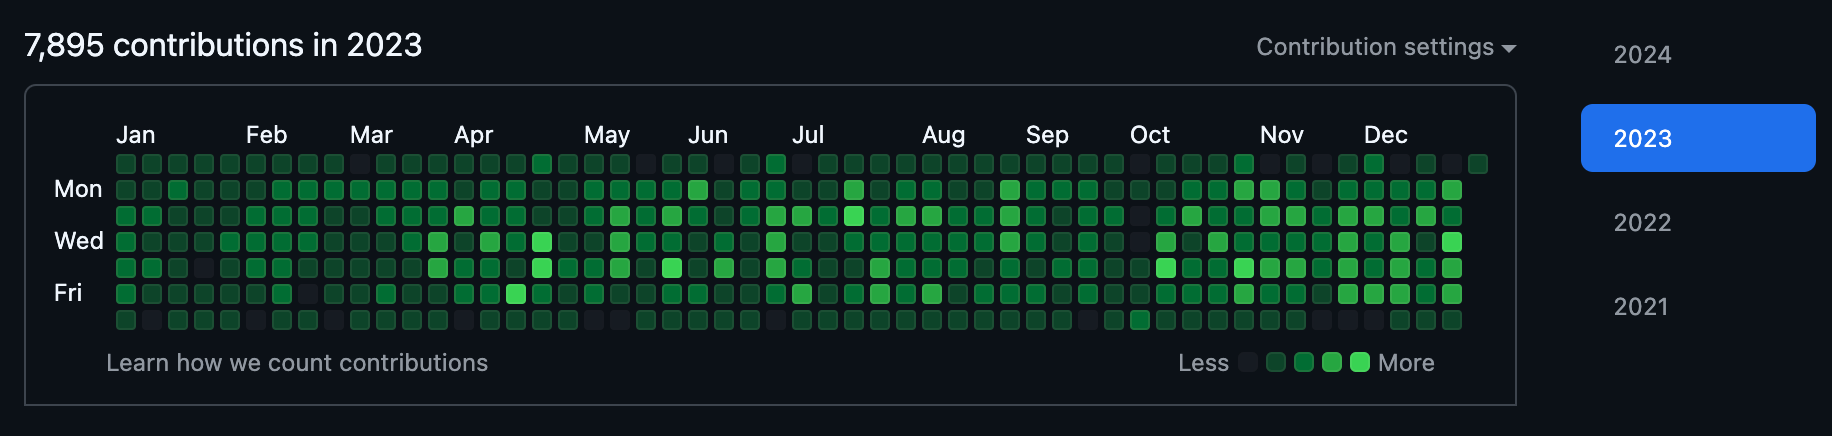 7,895 contributions in 2023
Contribution settings
2024
2023
2022
2021
Jan Feb Mar Apr May Jun Jul Aug Sep Oct Nov Dec
Mon
Wed
Fri
Learn how we count contributions
Less More